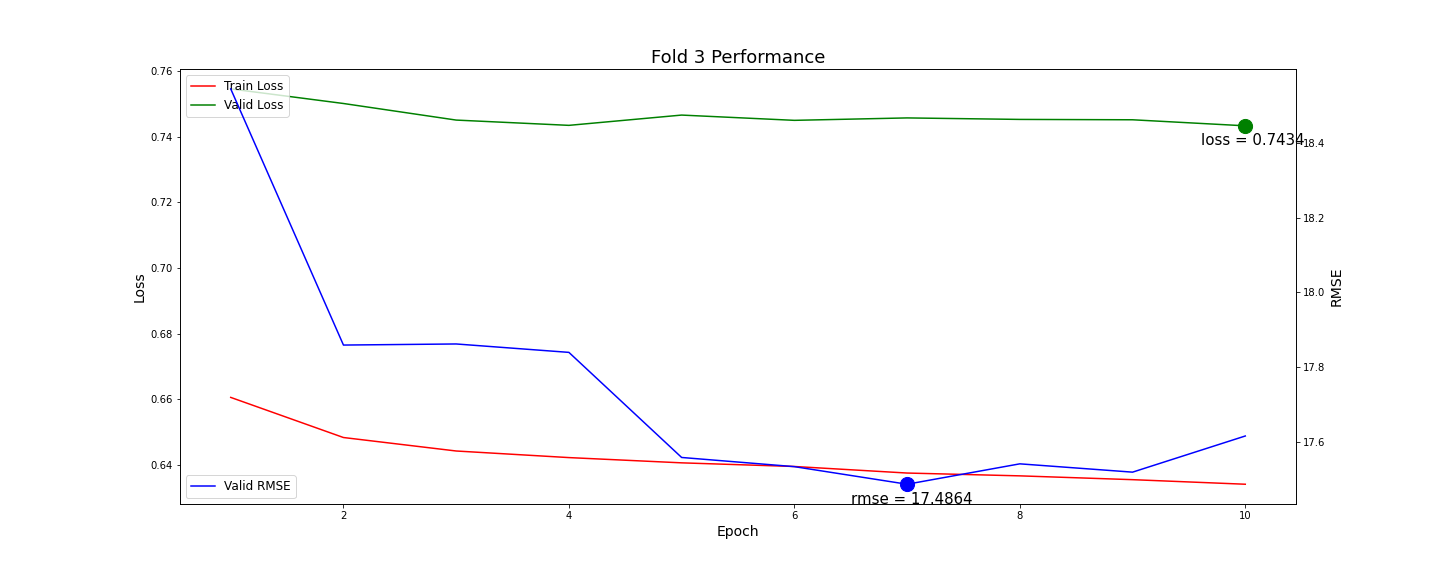 Fold 3 Performance
Train Loss
Valid Loss
Valid RMSE
0.76
0.74
0.72
0.70
0.68
0.66
0.64
Loss
loss = 0.7434
rmse = 17.4864
18.4
18.2
18.0
17.8
17.6
RMSE
2 4 6 8 10
Epoch